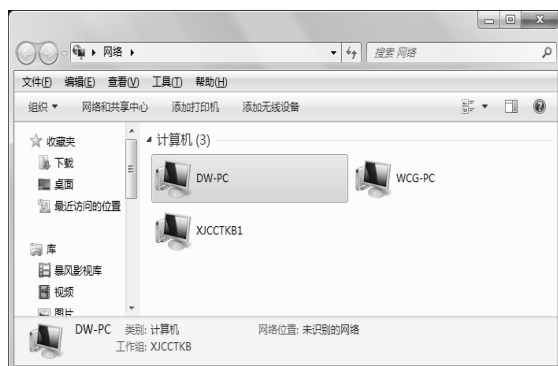 网络
搜索 网络
文件(F) 编辑(E) 查看(V) 工具(T) 帮助(H)
组织 网络和共享中心 添加打印机 添加无线设备
收藏夹
下载
桌面
最近访问的位置
库
暴风影视库
视频
图片
计算机 (3)
DW-PC
WCG-PC
XJCCTKB1
DW-PC 类别: 计算机 网络位置: 未识别的网络
工作组: XJCCTKB